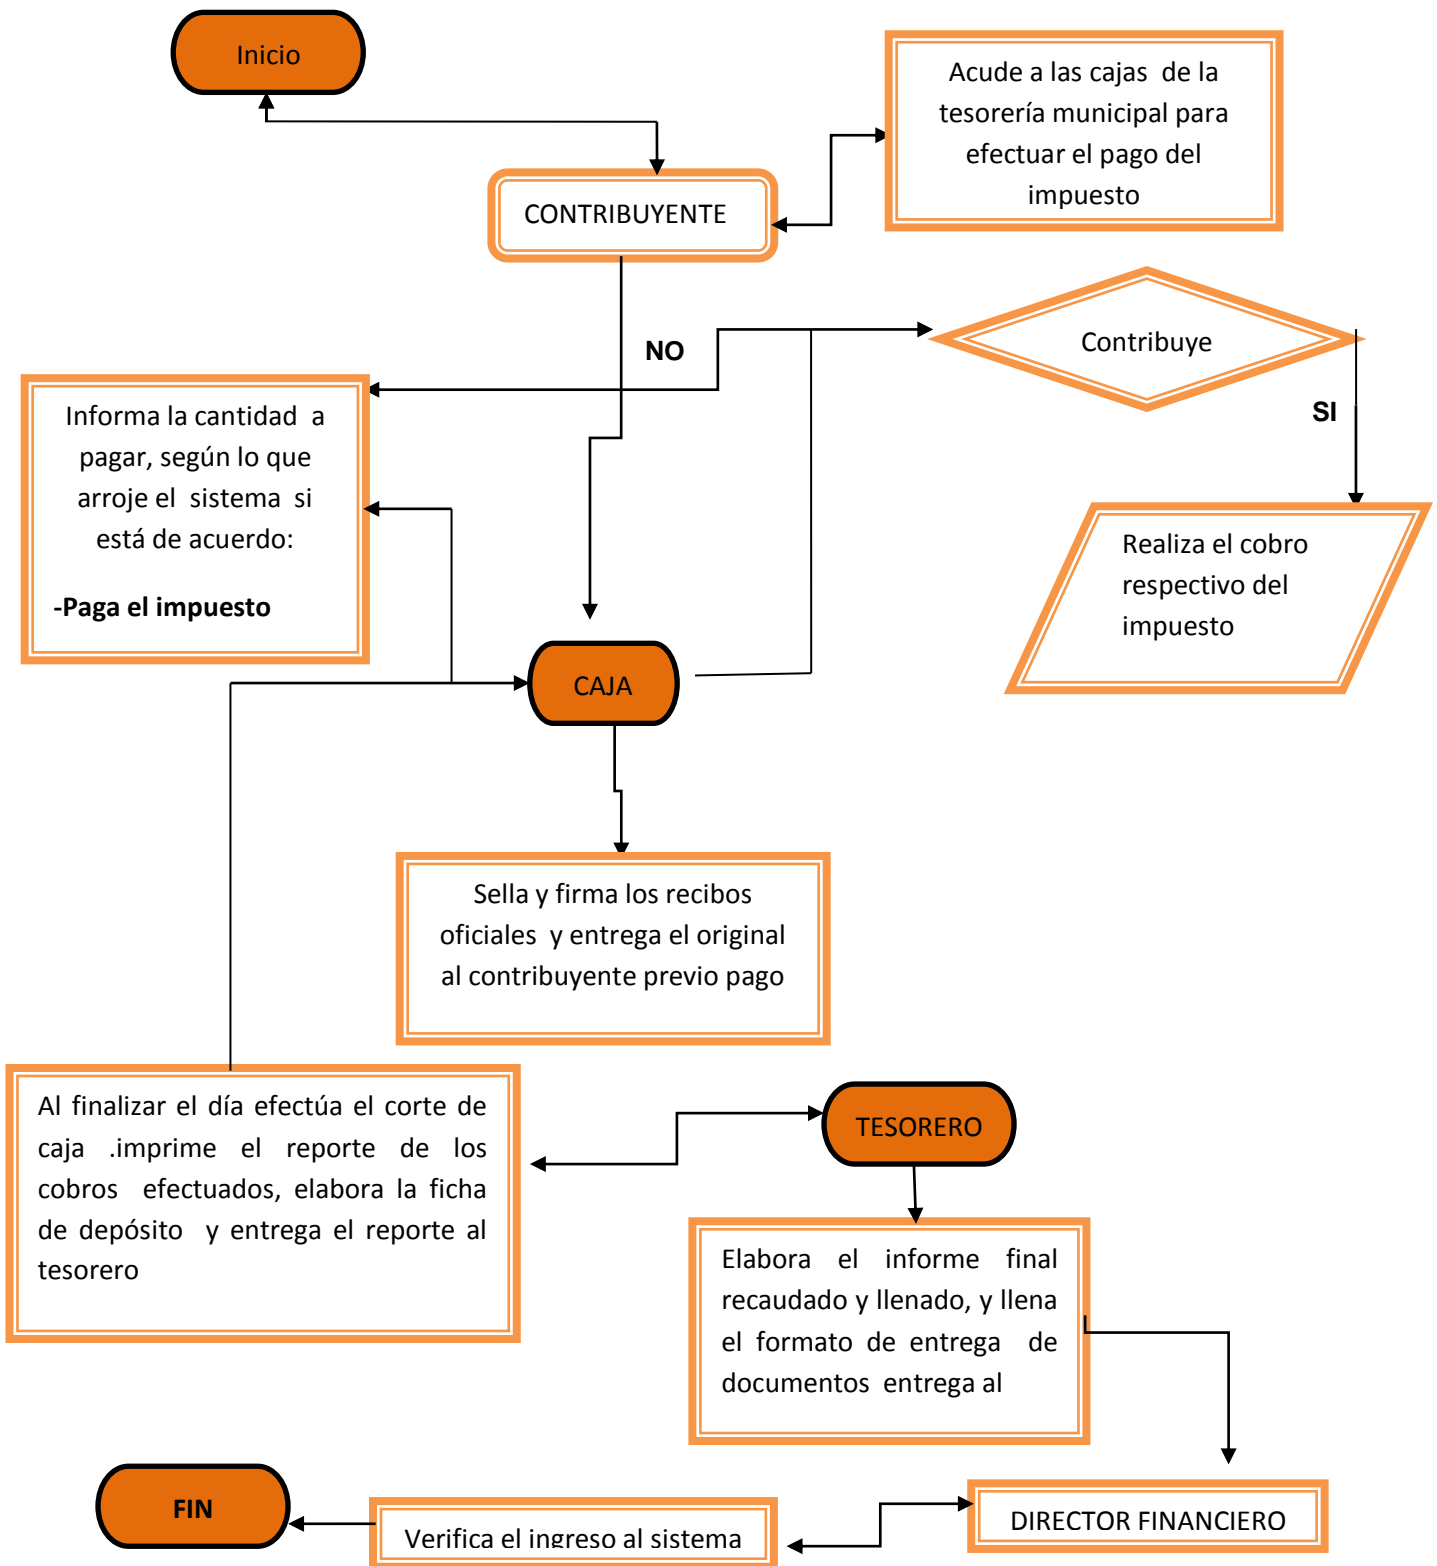 Inicio
Acude a las cajas de la
tesorería municipal para
efectuar el pago del
impuesto
CONTRIBUYENTE
NO
Contribuye
SI
Informa la cantidad a
pagar, según lo que
arroje el sistema si
está de acuerdo:
-Paga el impuesto
Realiza el cobro
respectivo del
impuesto
CAJA
Sella y firma los recibos
oficiales y entrega el original
al contribuyente previo pago
Al finalizar el día efectúa el corte de
caja .imprime el reporte de los
cobros efectuados, elabora la ficha
de depósito y entrega el reporte al
tesorero
TESORERO
Elabora el informe final
recaudado y llenado, y llena
el formato de entrega de
documentos entrega al
DIRECTOR FINANCIERO
Verifica el ingreso al sistema
FIN